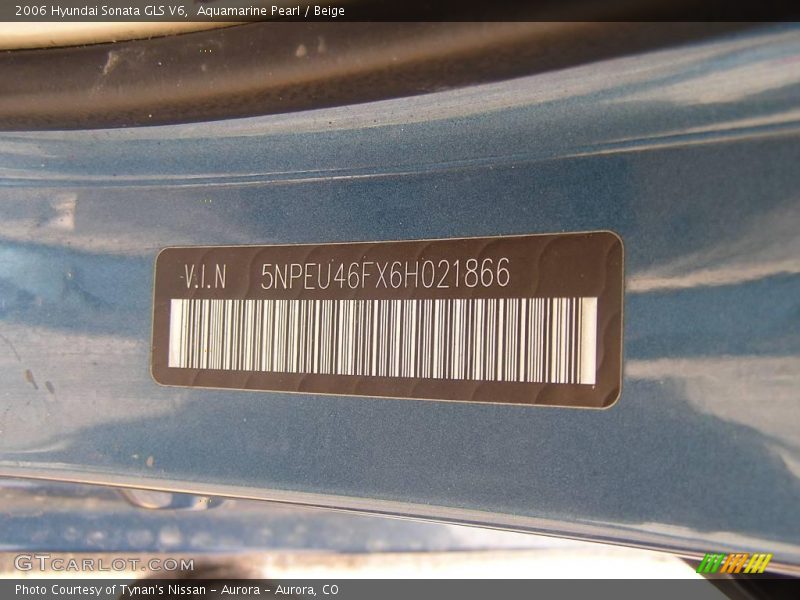 2006 Hyundai Sonata GLS V6,  Aquamarine Pearl / Beige
V.I.N 5NPEU46FX6H021866
GTCARLOT.COM
Photo Courtesy of Tynan's Nissan - Aurora - Aurora, CO